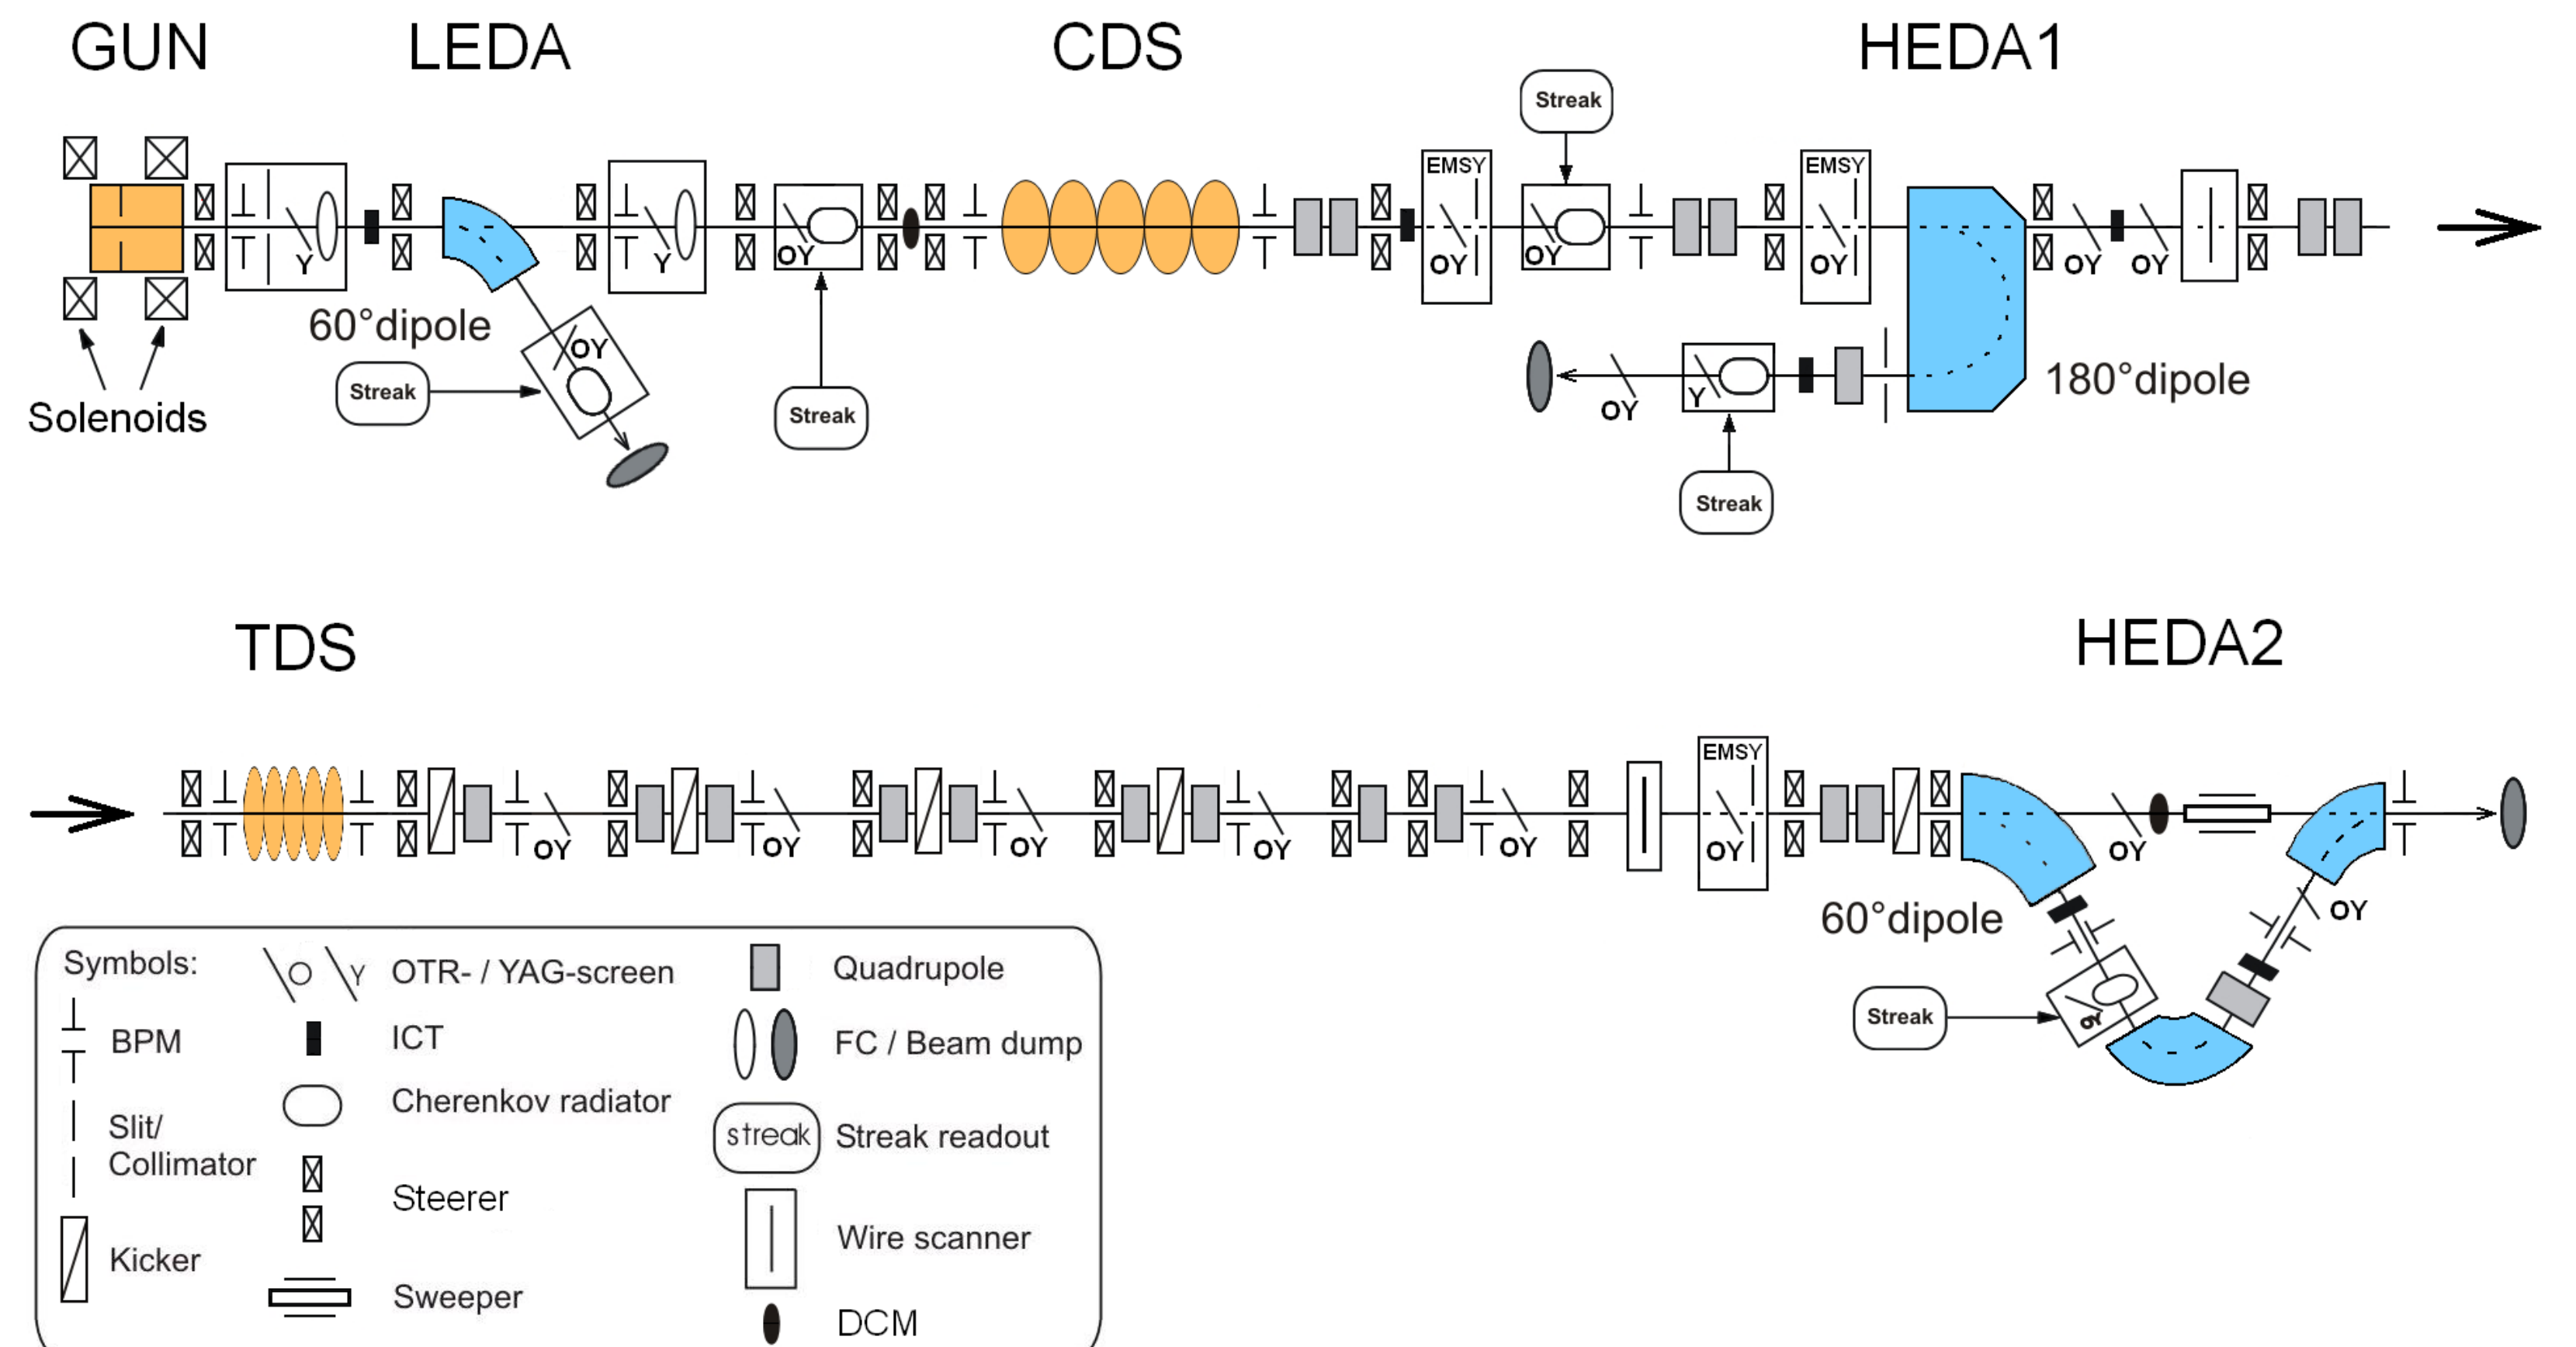 GUN LEDA CDS HEDA1
Streak
EMSY EMSY
Y Y OY OY OY OY OY OY
60°dipole
OY
Streak
Solenoids
Streak
OY Y
180°dipole
Streak
TDS HEDA2
EMSY
OY OY OY OY OY OY OY
60°dipole
OY
Streak
OY
Symbols:
BPM
Slit/
Collimator
Kicker
O Y OTR- / YAG-screen
ICT
Cherenkov radiator
Steerer
Sweeper
Quadrupole
FC / Beam dump
streak Streak readout
Wire scanner
DCM